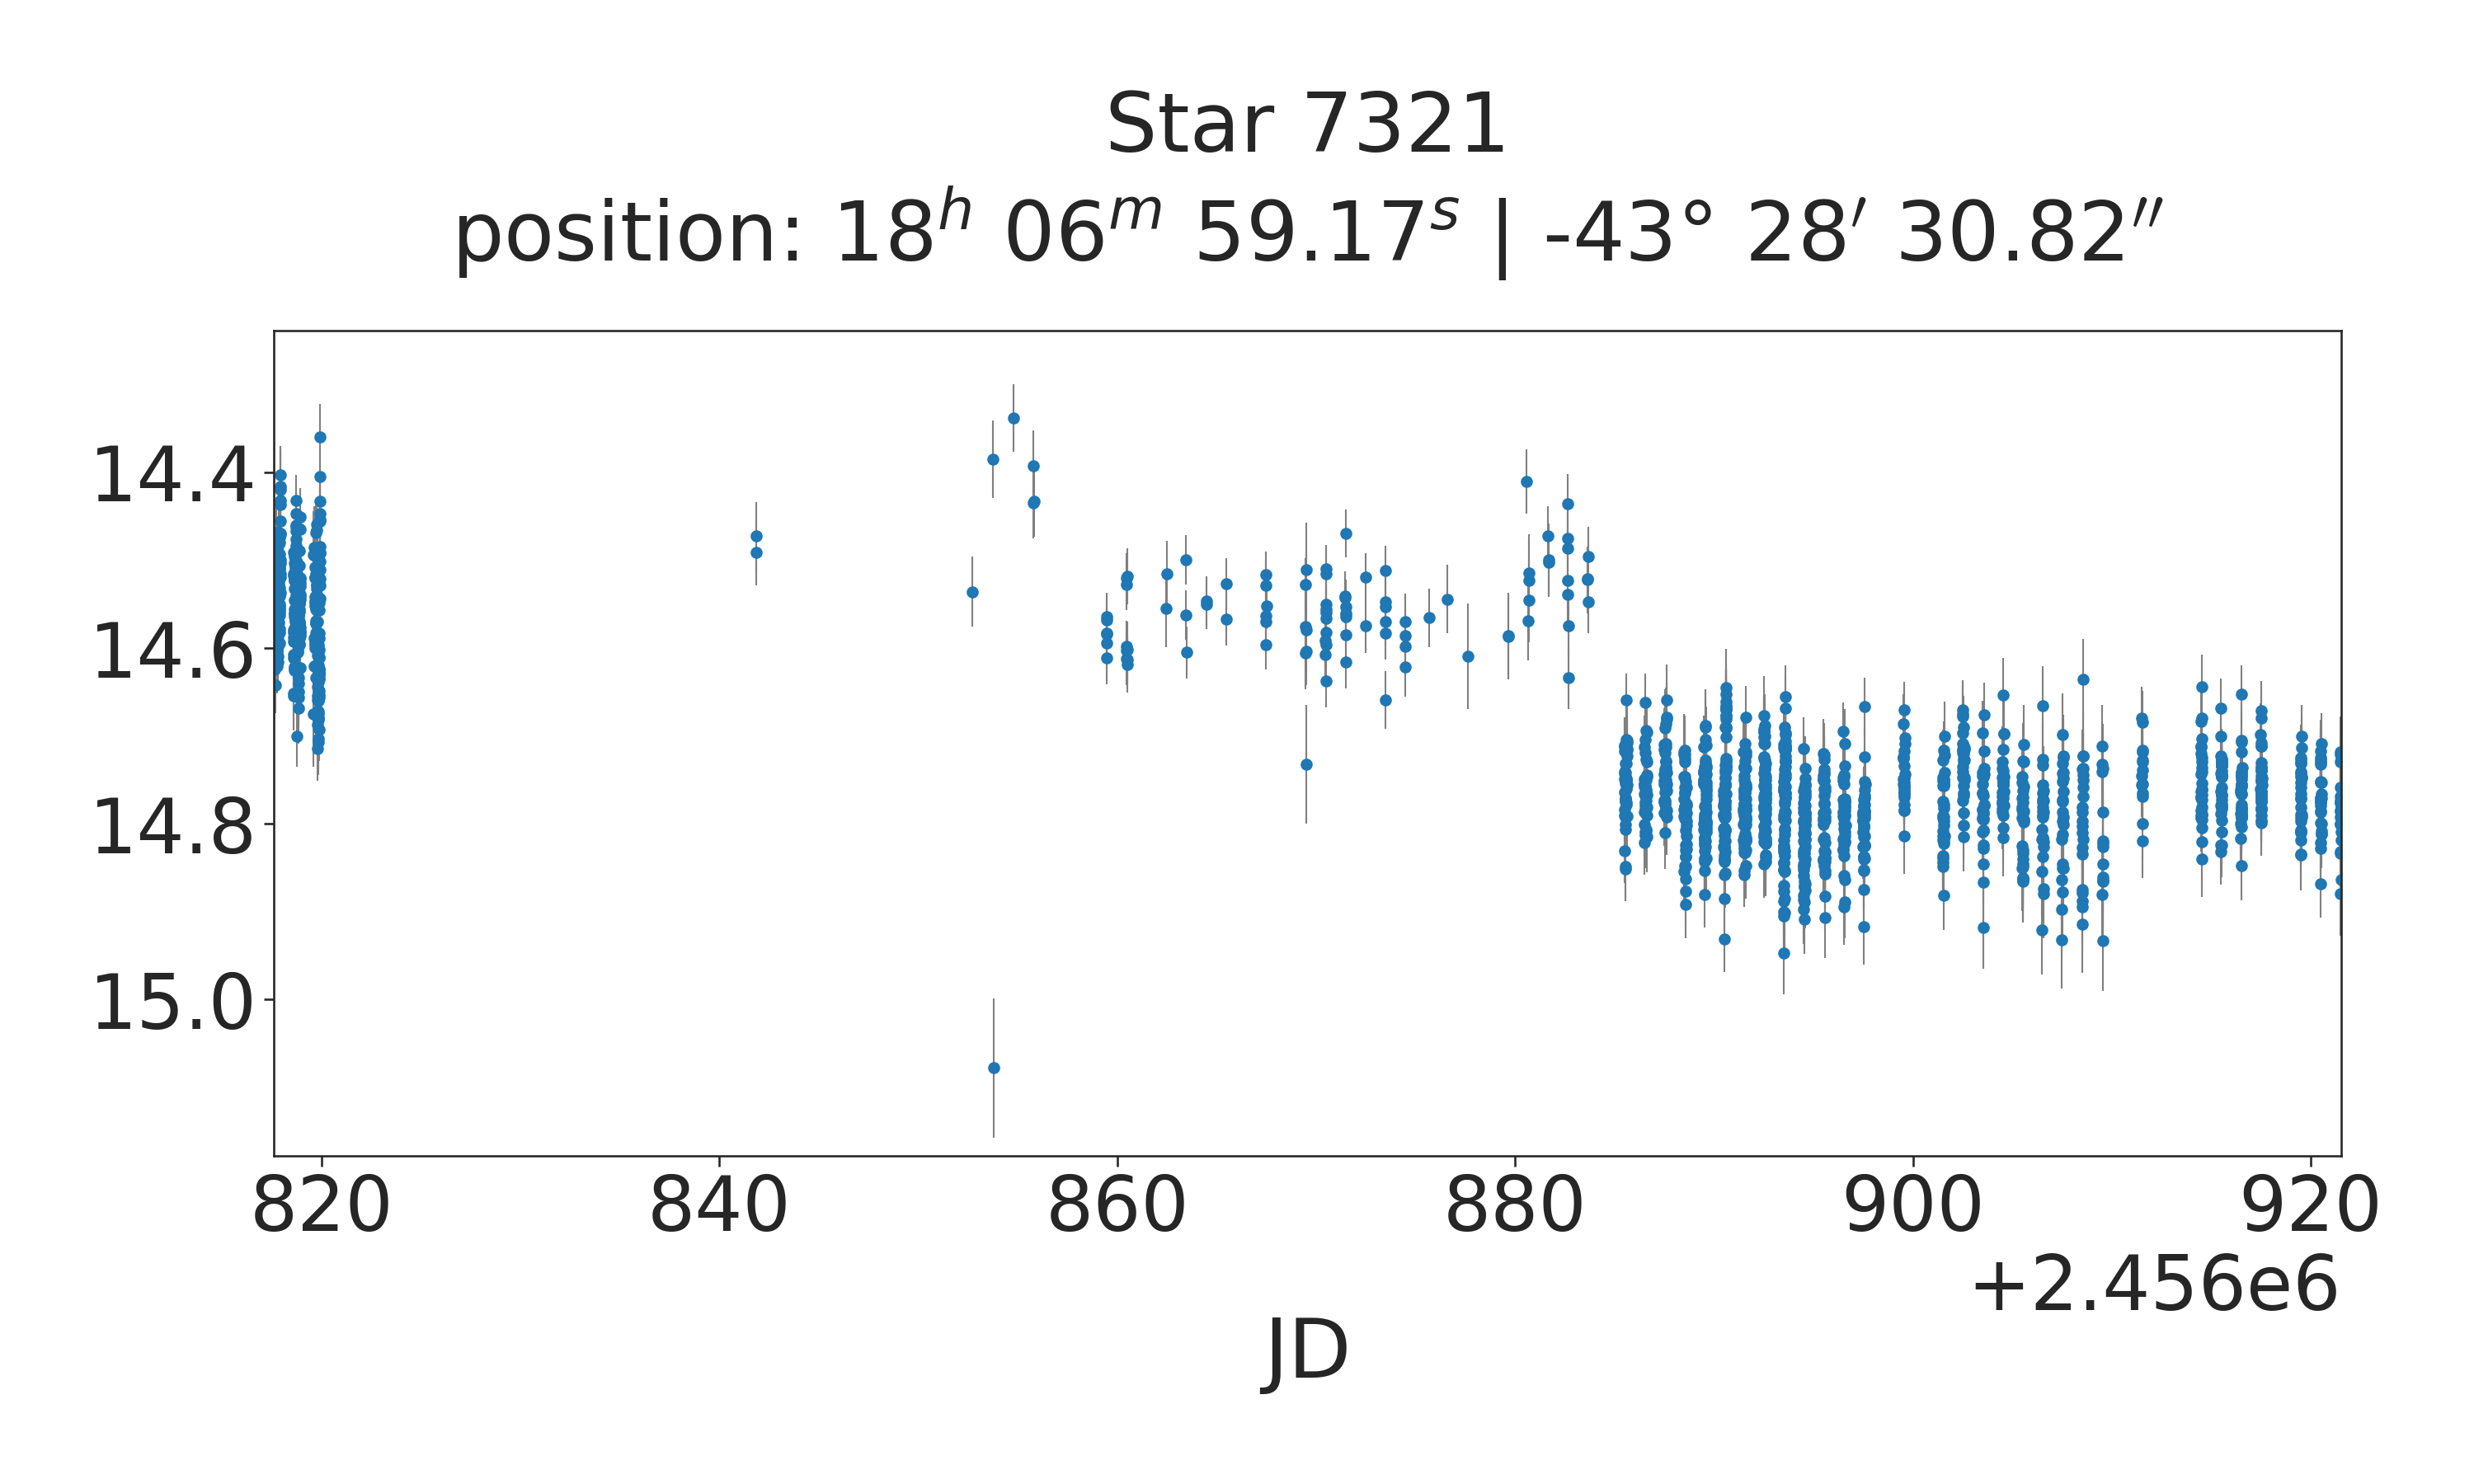 Star 7321
position: 18ʰ 06ᵐ 59.17ˢ | -43° 28′ 30.82′′
14.4
14.6
14.8
15.0
820 840 860 880 900 920
+2.456e6
JD